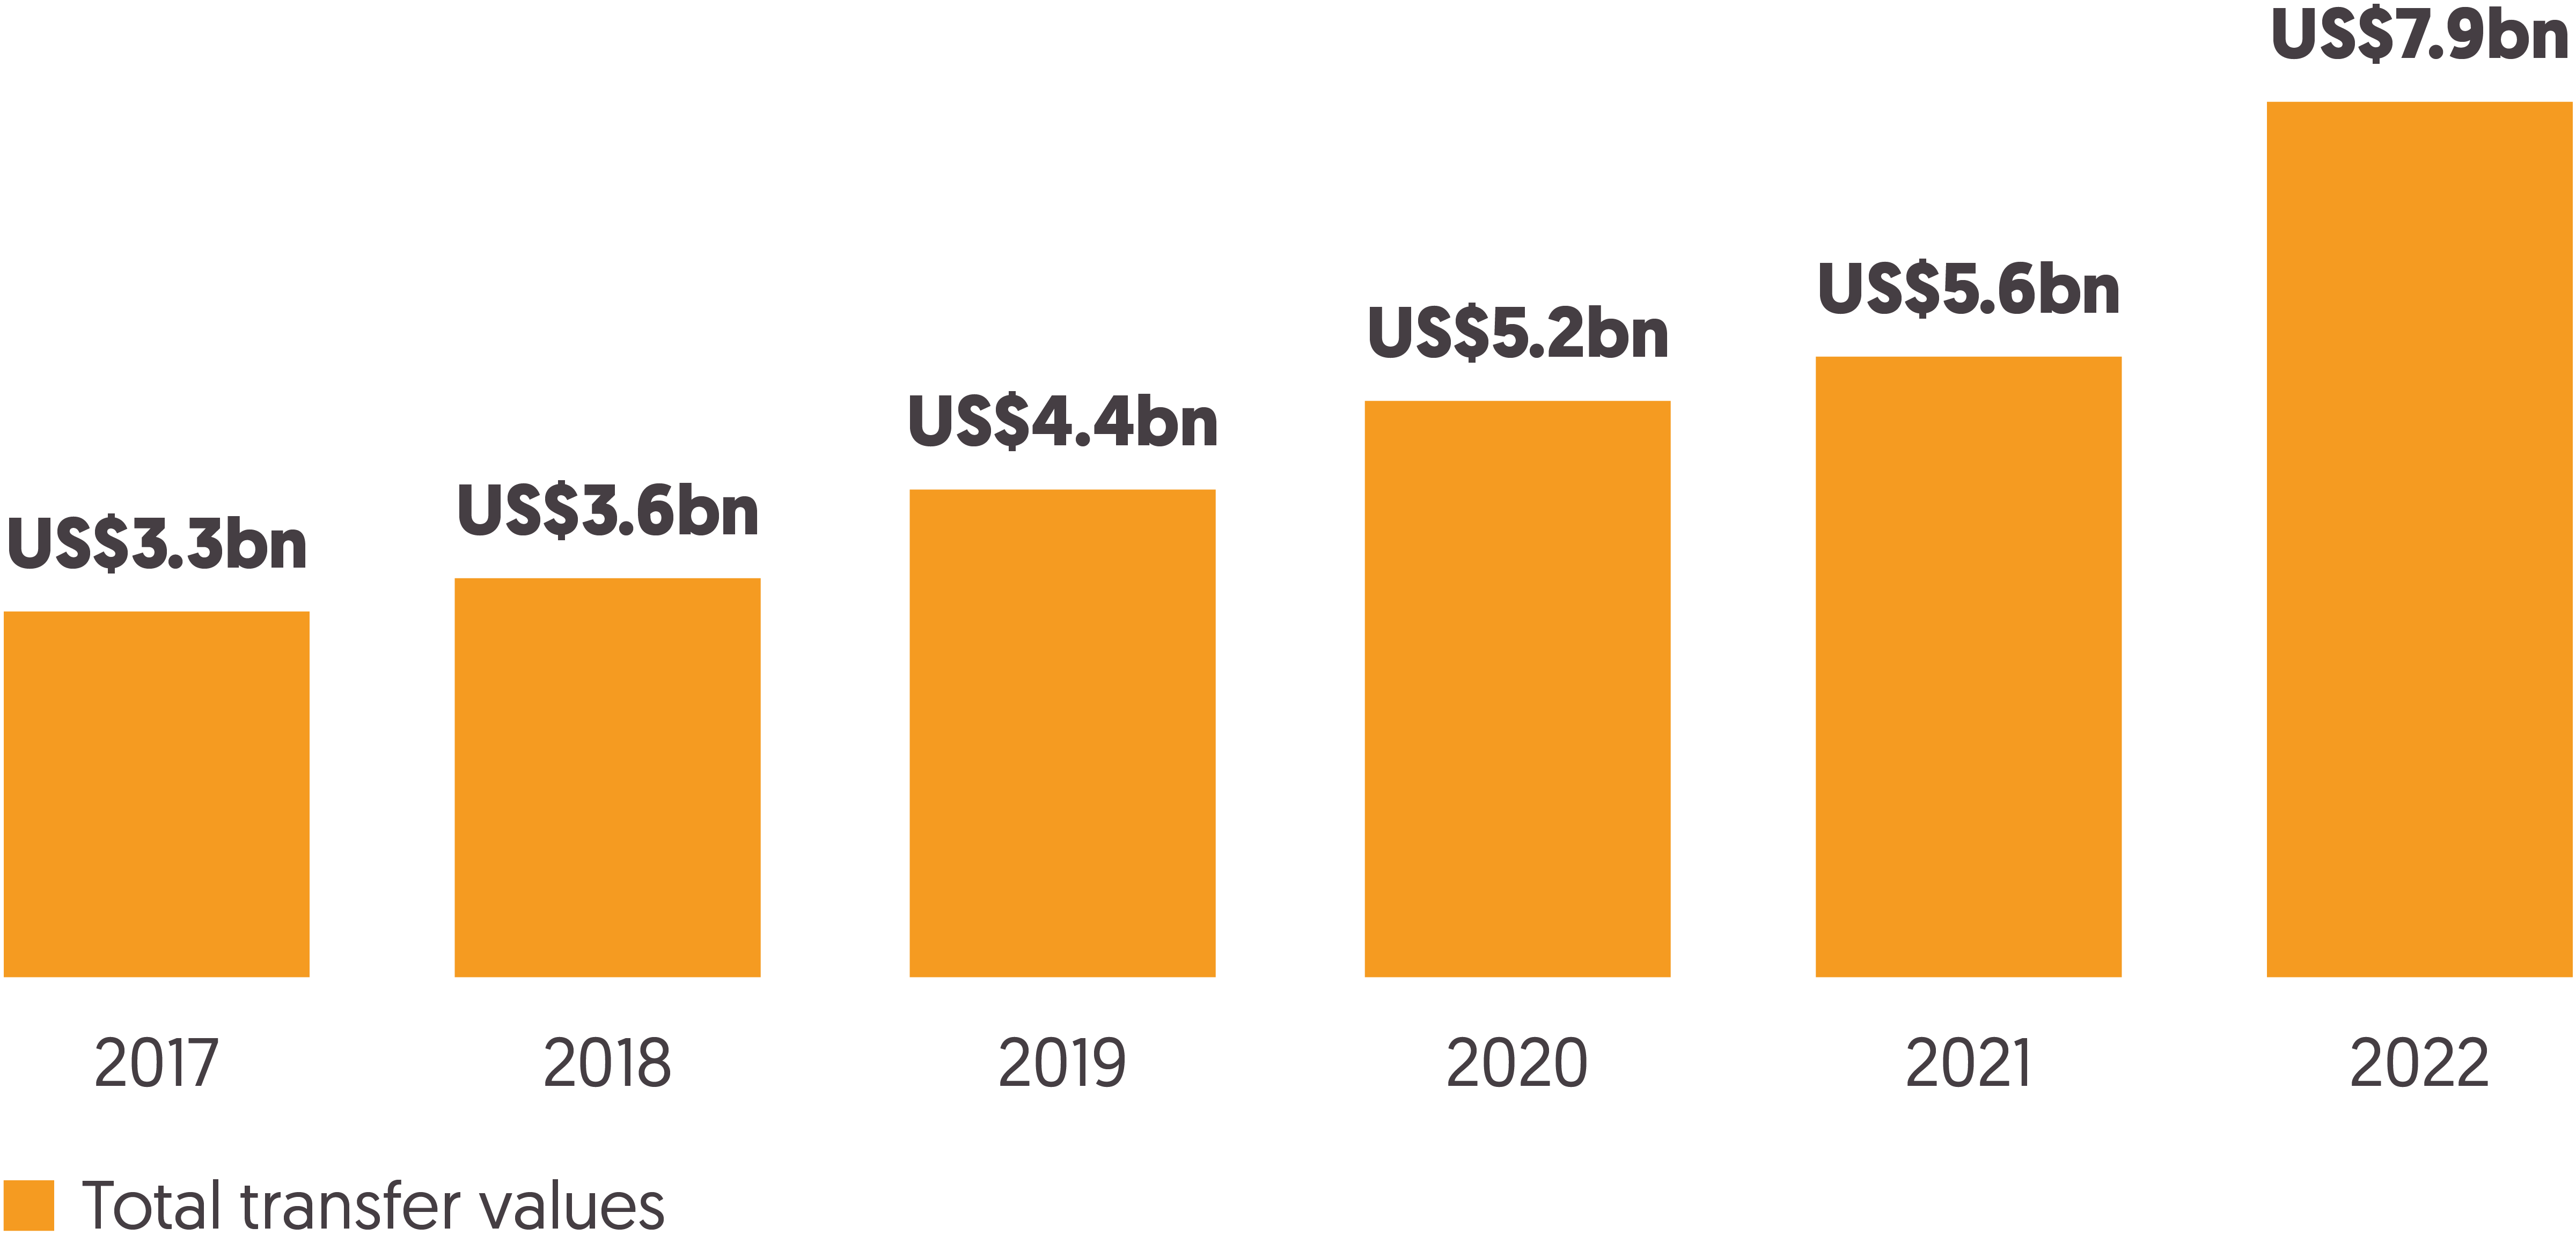 US$7.9bn
US$5.6bn
US$5.2bn
US$4.4bn
US$3.6bn
US$3.3bn
2017 2018 2019 2020 2021 2022
Total transfer values